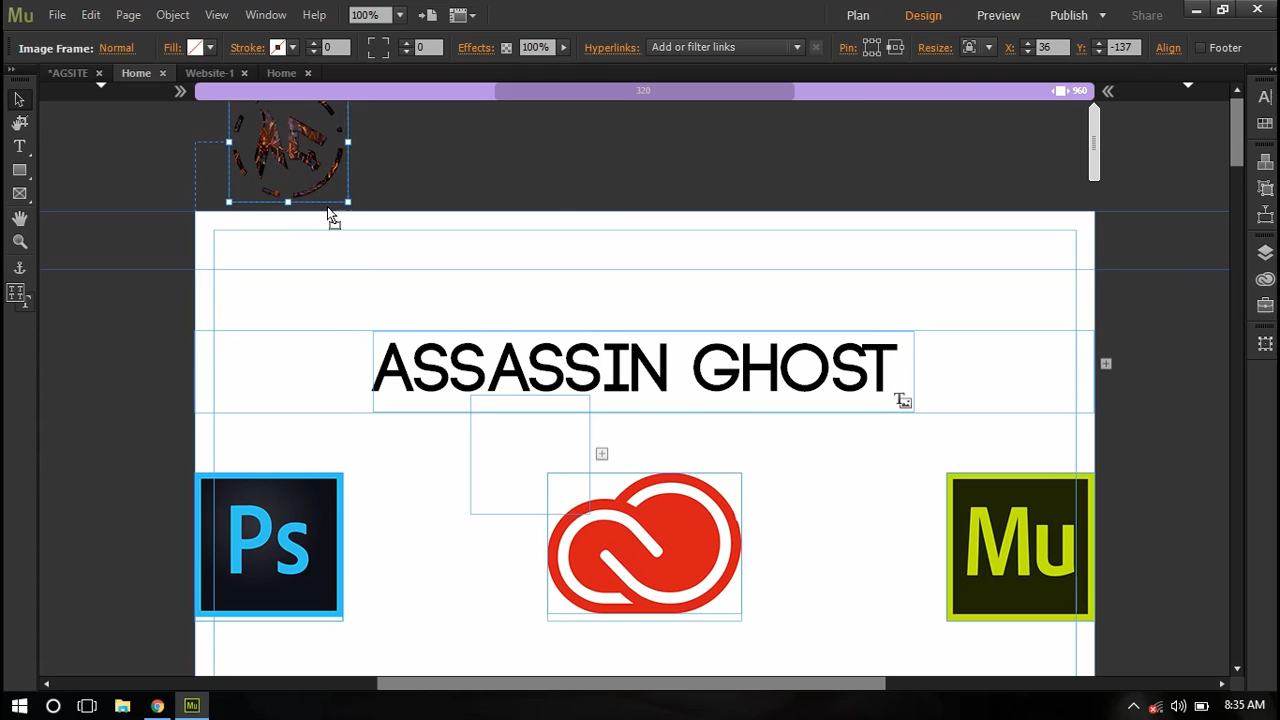 Mu File Edit Page Object View Window Help 100% Plan Design Preview Publish Share
Image Frame: Normal Fill: Stroke: 0 0 Effects: 100% Hyperlinks: Add or filter links Pin: Resize: X: 36 Y: -137 Align Footer
*AGSITE Home Website-1 Home
320 960
AG
ASSASSIN GHOST
Ps Mu
Mu 8:35 AM